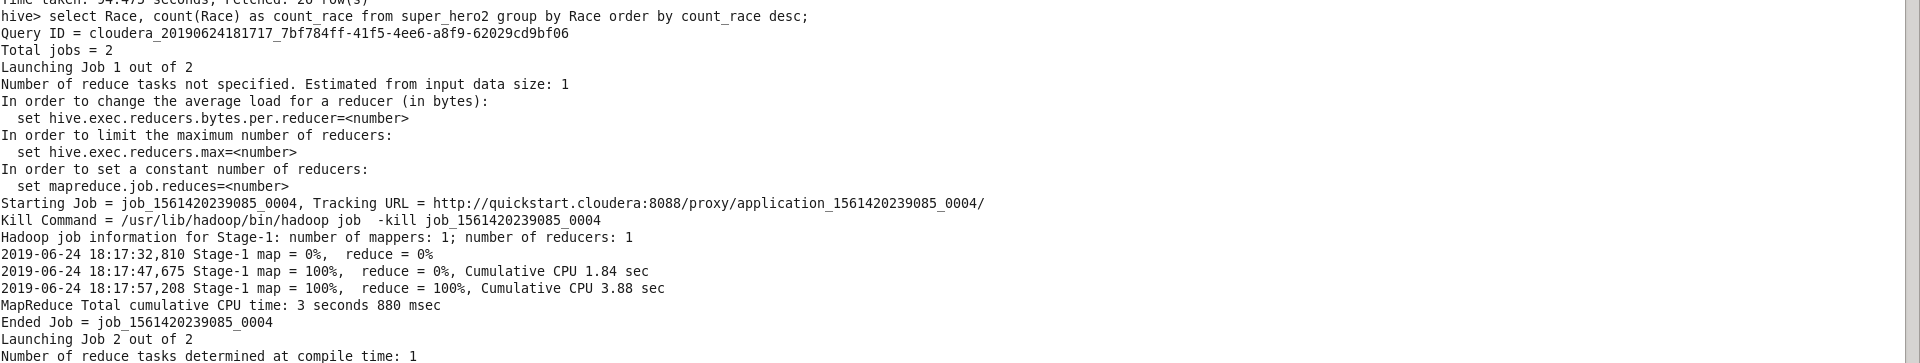 Time taken: 94.475 seconds, Fetched: 26 row(s)
hive> select Race, count(Race) as count_race from super_hero2 group by Race order by count_race desc;
Query ID = cloudera_20190624181717_7bf784ff-41f5-4ee6-a8f9-62029cd9bf06
Total jobs = 2
Launching Job 1 out of 2
Number of reduce tasks not specified. Estimated from input data size: 1
In order to change the average load for a reducer (in bytes):
  set hive.exec.reducers.bytes.per.reducer=<number>
In order to limit the maximum number of reducers:
  set hive.exec.reducers.max=<number>
In order to set a constant number of reducers:
  set mapreduce.job.reduces=<number>
Starting Job = job_1561420239085_0004, Tracking URL = http://quickstart.cloudera:8088/proxy/application_1561420239085_0004/
Kill Command = /usr/lib/hadoop/bin/hadoop job  -kill job_1561420239085_0004
Hadoop job information for Stage-1: number of mappers: 1; number of reducers: 1
2019-06-24 18:17:32,810 Stage-1 map = 0%,  reduce = 0%
2019-06-24 18:17:47,675 Stage-1 map = 100%,  reduce = 0%, Cumulative CPU 1.84 sec
2019-06-24 18:17:57,208 Stage-1 map = 100%,  reduce = 100%, Cumulative CPU 3.88 sec
MapReduce Total cumulative CPU time: 3 seconds 880 msec
Ended Job = job_1561420239085_0004
Launching Job 2 out of 2
Number of reduce tasks determined at compile time: 1